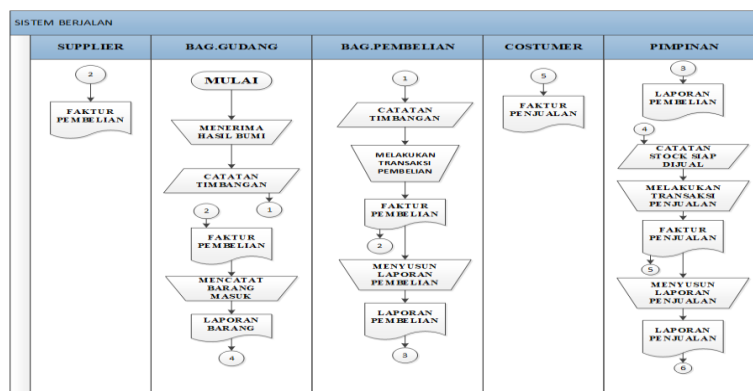 SISTEM BERJALAN
SUPPLIER
2
FAKTUR
PEMBELIAN
BAG.GUDANG
MULAI
MENERIMA
HASIL BUMI
CATATAN
TIMBANGAN
1
2
FAKTUR
PEMBELIAN
MENCATAT
BARANG
MASUK
LAPORAN
BARANG
4
BAG.PEMBELIAN
1
CATATAN
TIMBANGAN
MELAKUKAN
TRANSAKSI
PEMBELIAN
FAKTUR
PEMBELIAN
2
MENYUSUN
LAPORAN
PEMBELIAN
LAPORAN
PEMBELIAN
3
COSTUMER
5
FAKTUR
PENJUALAN
PIMPINAN
3
LAPORAN
PEMBELIAN
4
CATATAN
STOCK SIAP
DIJUAL
MELAKUKAN
TRANSAKSI
PENJUALAN
FAKTUR
PENJUALAN
5
MENYUSUN
LAPORAN
PENJUALAN
LAPORAN
PENJUALAN
6